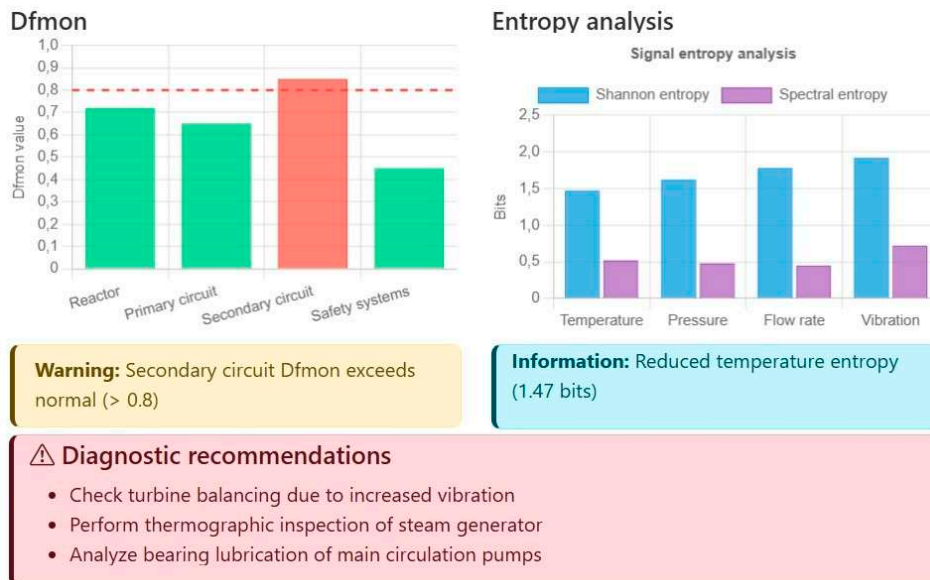 Dfmon
1,0
0,9
0,8
0,7
0,6
0,5
0,4
0,3
0,2
0,1
0
Dfmon value
Reactor
Primary circuit
Secondary circuit
Safety systems
Entropy analysis
Signal entropy analysis
Shannon entropy
Spectral entropy
2,5
2,0
1,5
1,0
0,5
0
Bits
Temperature
Pressure
Flow rate
Vibration
Warning: Secondary circuit Dfmon exceeds
normal (> 0.8)
Information: Reduced temperature entropy
(1.47 bits)
Diagnostic recommendations
• Check turbine balancing due to increased vibration
• Perform thermographic inspection of steam generator
• Analyze bearing lubrication of main circulation pumps